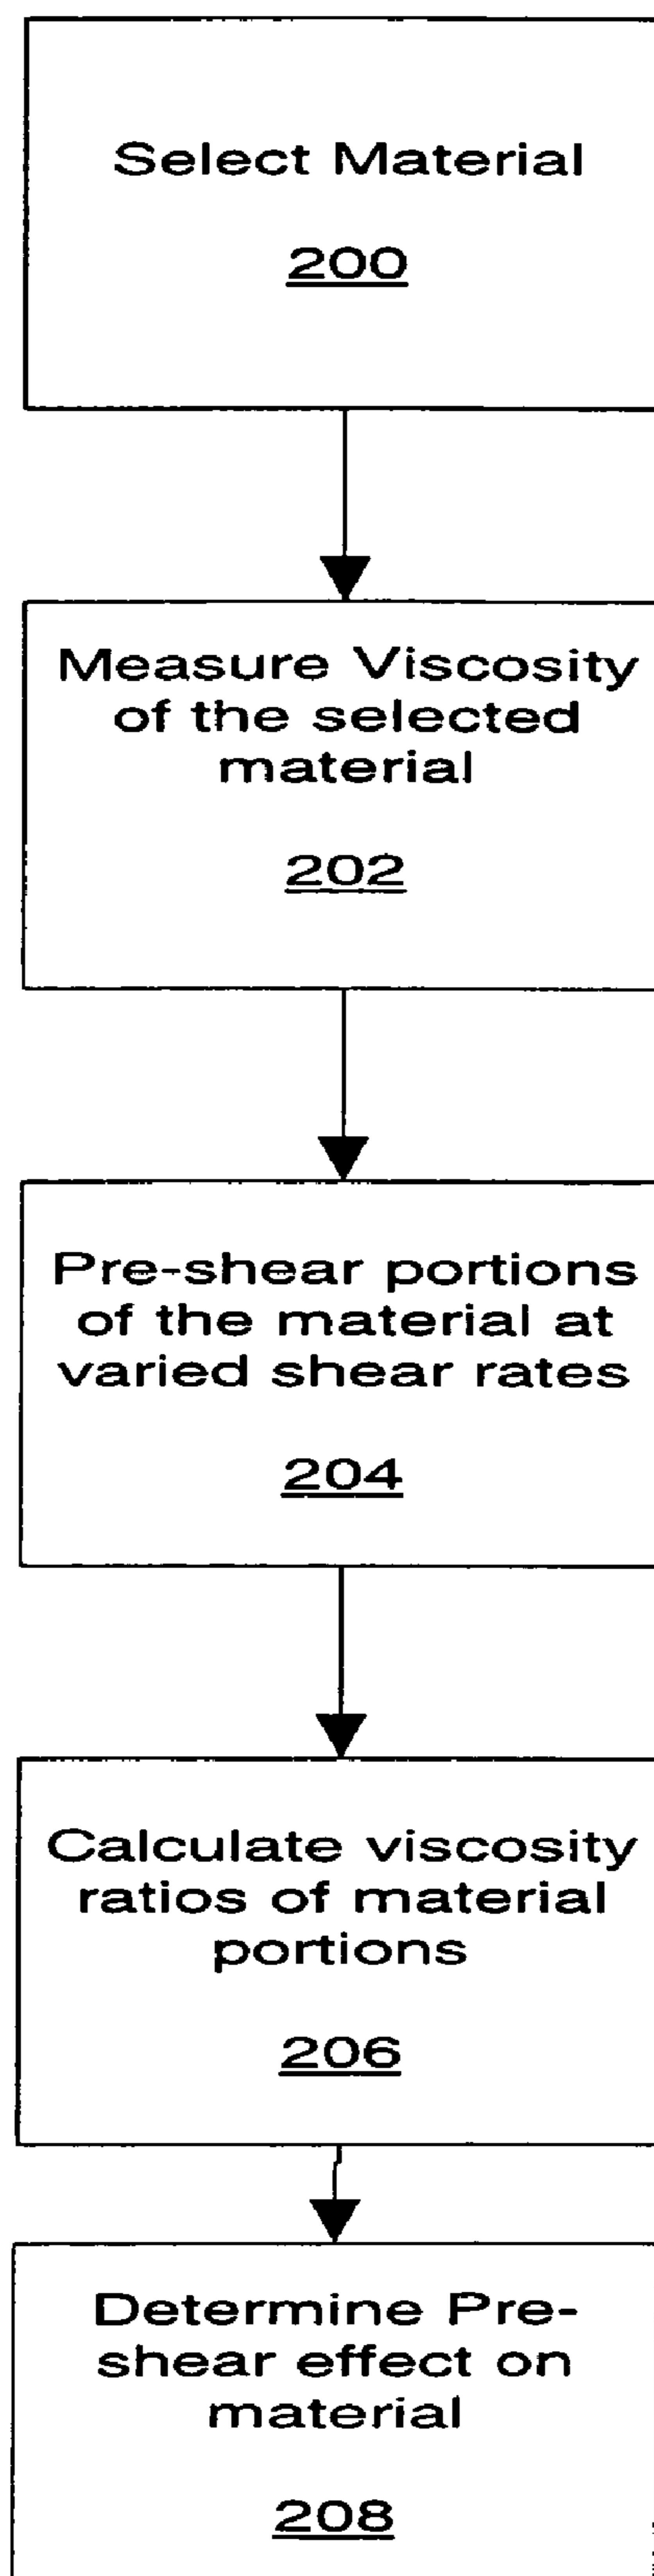 Select Material
200
Measure Viscosity
of the selected
material
202
Pre-shear portions
of the material at
varied shear rates
204
Calculate viscosity
ratios of material
portions
206
Determine Pre-
shear effect on
material
208